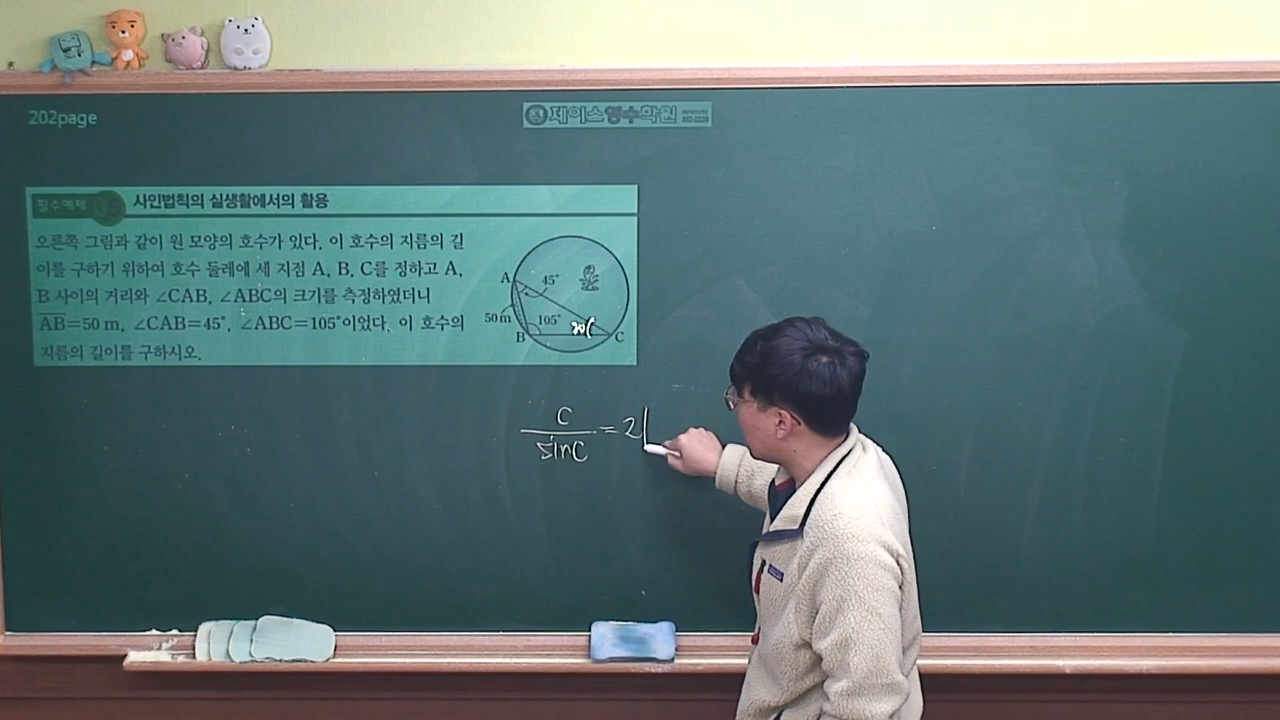 202page
제이스영수학원
필수예제
사인법칙의 실생활에서의 활용
오른쪽 그림과 같이 원 모양의 호수가 있다. 이 호수의 지름의 길
이를 구하기 위하여 호수 둘레에 세 지점 A, B, C를 정하고 A,
B 사이의 거리와 ∠CAB, ∠ABC의 크기를 측정하였더니
AB=50 m, ∠CAB=45°, ∠ABC=105°이었다. 이 호수의
지름의 길이를 구하시오.
A 45°
50 m 105°
B C
c
sinC
= 2